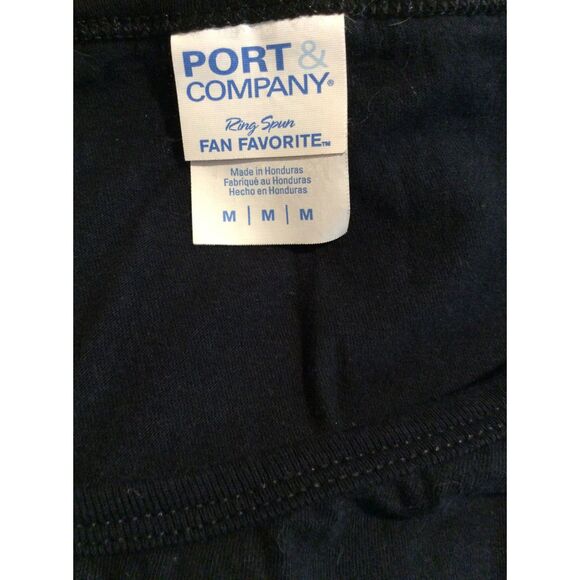 PORT &
COMPANY®
Ring Spun
FAN FAVORITE™
Made in Honduras
Fabriqué au Honduras
Hecho en Honduras
M | M | M